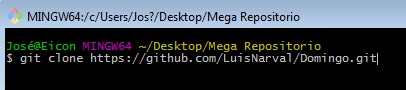 MINGW64:/c/Users/Jos?/Desktop/Mega Repositorio
José@Eicon MINGW64 ~/Desktop/Mega Repositorio
$ git clone https://github.com/LuisNarval/Domingo.git